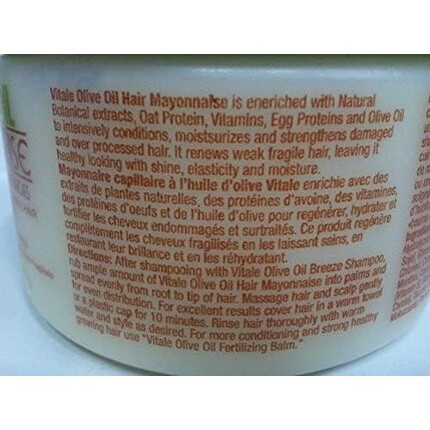 Vitale Olive Oil Hair Mayonnalse is eneriched with Natural
Botanical extracts, Oat Protein, Vitamins, Egg Proteins and Olive Oil
to intensively conditions, moistsurizes and strengthens damaged
and over processed hair. It renews weak fragile hair, leaving it
healthy looking with shine, elasticity and moisture.
Mayonnaire capillaire à l'huile d'olive Vitale enrichie avec des
extraits de plantes naturelles, des protéines d'avoine, des vitamines,
des protéines d'oeufs et de l'huile d'olive pour regénérer, hydrater et
fortifier les cheveux endommagés et surtraités. Ce produit regénère
complètement les cheveux fragilisés en les laissant sains, en
restaurant leur brillance et en les réhydratant.
Directions: After shampooing with Vitale Olive Oil Breeze Shampoo,
rub ample amount of Vitale Olive Oil Hair Mayonnaise into palms and
spread evenly from root to tip of hair. Massage hair and scalp gently
for even distribution. For excellent results cover hair in a warm towel
or a plastic cap for 10 minutes. Rinse hair thoroughly with warm
water and style as desired. For more conditioning and strong healthy
growing hair use "Vitale Olive Oil Fertilizing Balm."